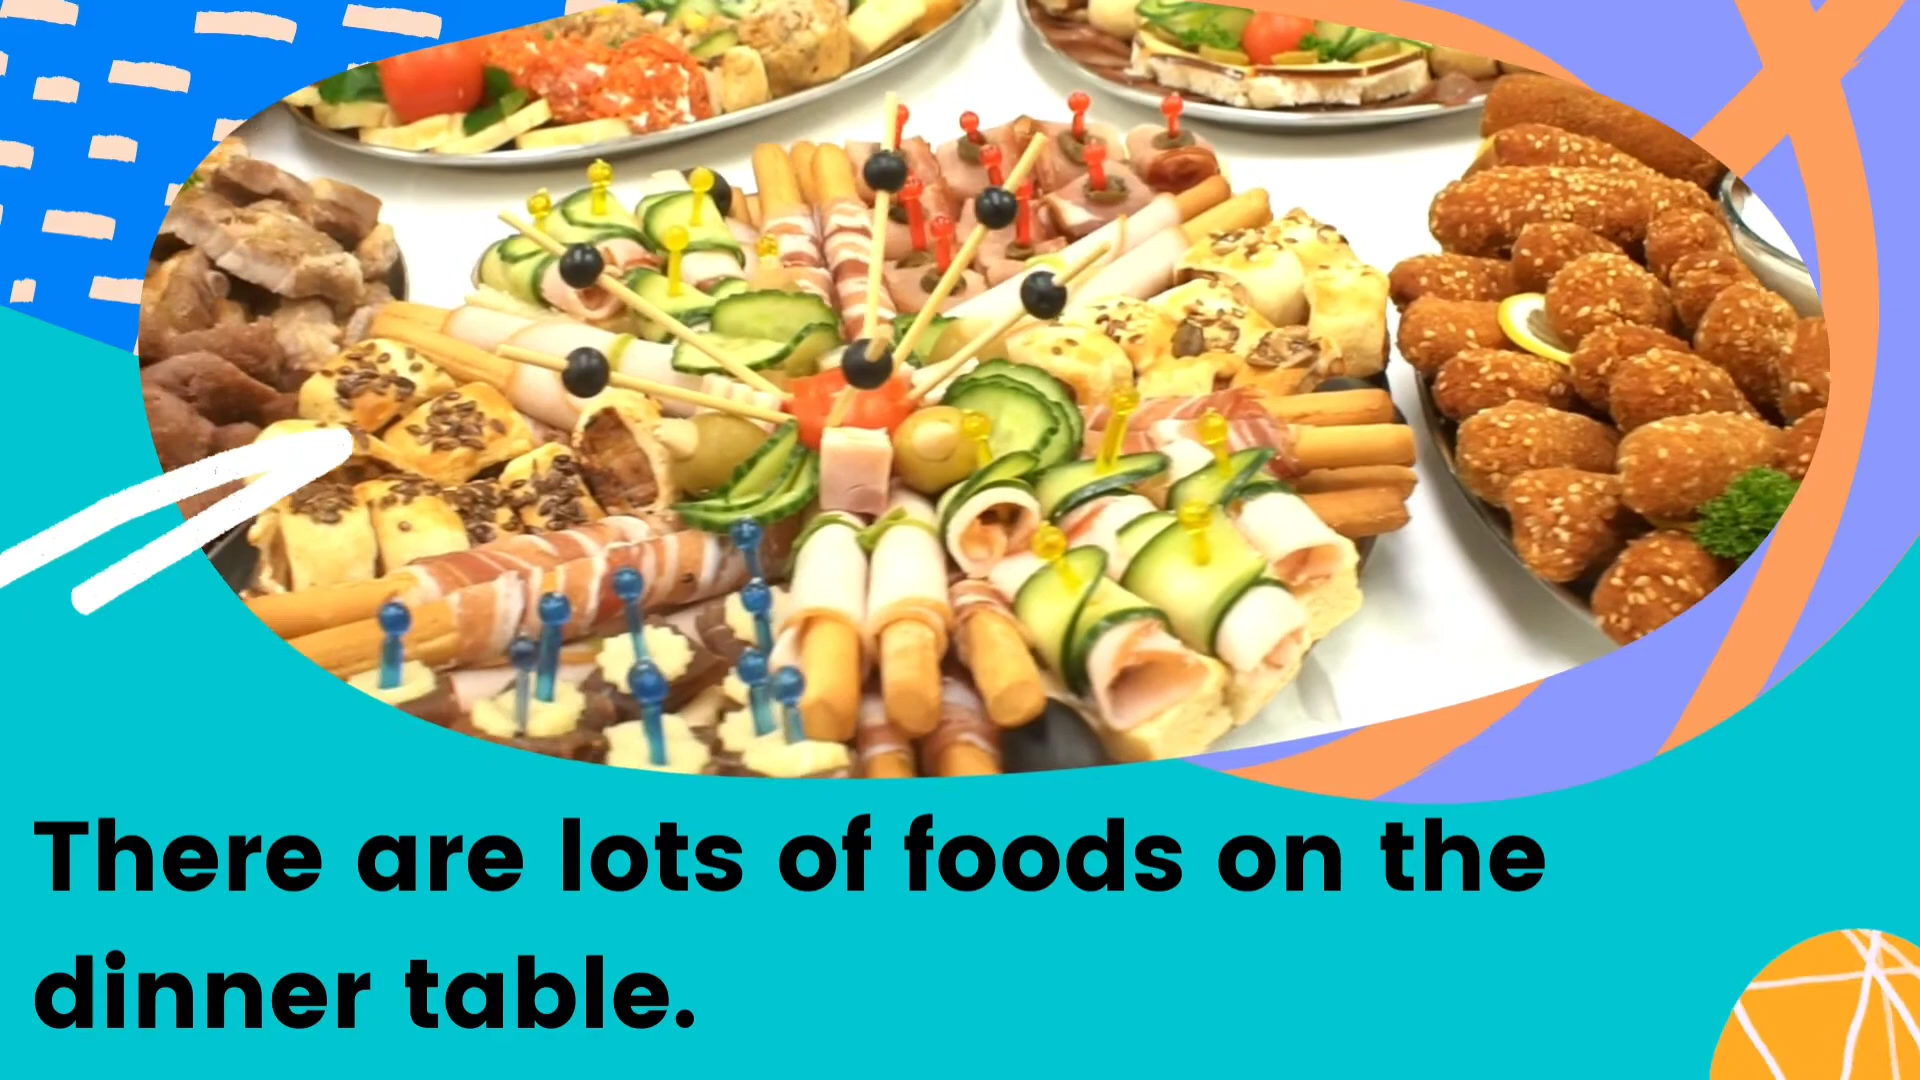 There are lots of foods on the
dinner table.